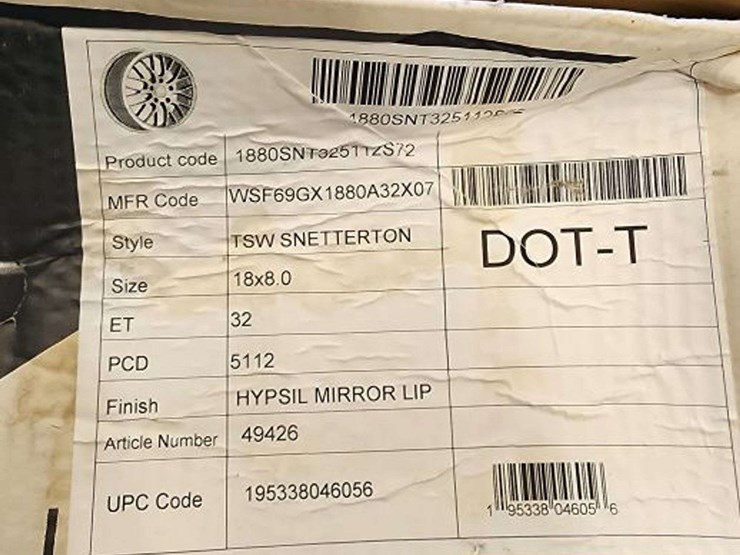 Product code 1880SNT325112S72
MFR Code WSF69GX1880A32X07
Style TSW SNETTERTON
DOT-T
Size 18x8.0
ET 32
PCD 5112
Finish HYPSIL MIRROR LIP
Article Number 49426
UPC Code 195338046056
1 95338 04605 6